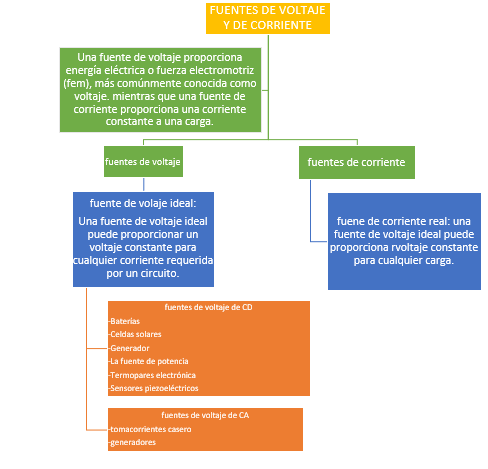 FUENTES DE VOLTAJE
Y DE CORRIENTE
Una fuente de voltaje proporciona
energía eléctrica o fuerza electromotriz
(fem), más comúnmente conocida como
voltaje. mientras que una fuente de
corriente proporciona una corriente
constante a una carga.
fuentes de voltaje
fuentes de corriente
fuente de volaje ideal:
Una fuente de voltaje ideal
puede proporcionar un
voltaje constante para
cualquier corriente requerida
por un circuito.
fuene de corriente real: una
fuente de voltaje ideal puede
proporciona rvoltaje constante
para cualquier carga.
fuentes de voltaje de CD
-Baterías
-Celdas solares
-Generador
-La fuente de potencia
-Termopares electrónica
-Sensores piezoeléctricos
fuentes de voltaje de CA
-tomacorrientes casero
-generadores